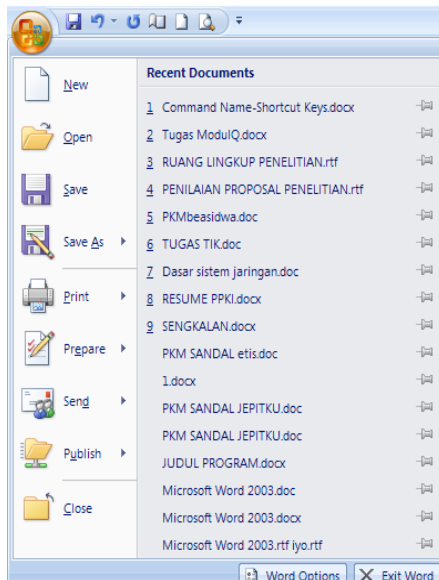 New
Open
Save
Save As
Print
Prepare
Send
Publish
Close
Recent Documents
1 Command Name-Shortcut Keys.docx
2 Tugas ModulQ.docx
3 RUANG LINGKUP PENELITIAN.rtf
4 PENILAIAN PROPOSAL PENELITIAN.rtf
5 PKMbeasidwa.doc
6 TUGAS TIK.doc
7 Dasar sistem jaringan.doc
8 RESUME PPKI.docx
9 SENGKALAN.docx
PKM SANDAL etis.doc
1.docx
PKM SANDAL JEPITKU.doc
PKM SANDAL JEPITKU.doc
JUDUL PROGRAM.docx
Microsoft Word 2003.doc
Microsoft Word 2003.docx
Microsoft Word 2003.rtf iyo.rtf
Word Options
Exit Word